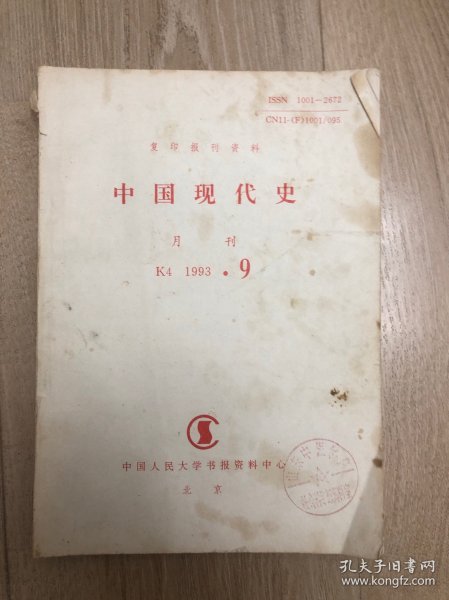 ISSN 1001—2672
CN11-(F)1001/095
复印报刊资料
中国现代史
月刊
K4 1993.9
中国人民大学书报资料中心
北京
孔夫子旧书网
www.kongfz.com